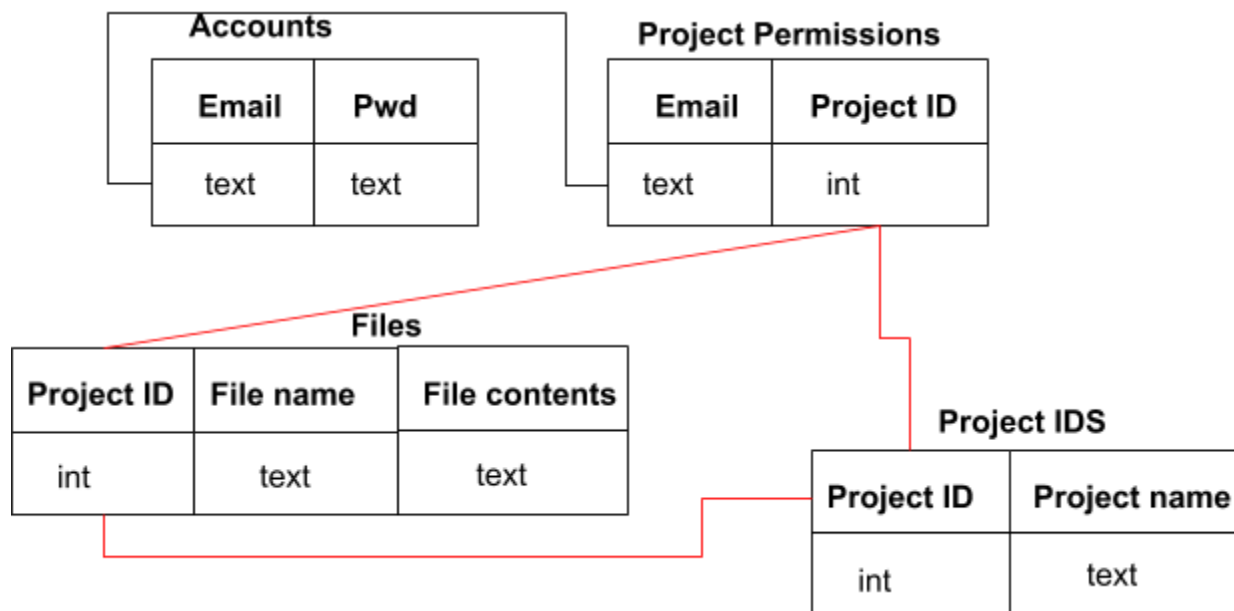 Accounts
Project Permissions
Email Pwd
Email Project ID
text text
text int
Files
Project ID File name File contents
int text text
Project IDS
Project ID Project name
int text